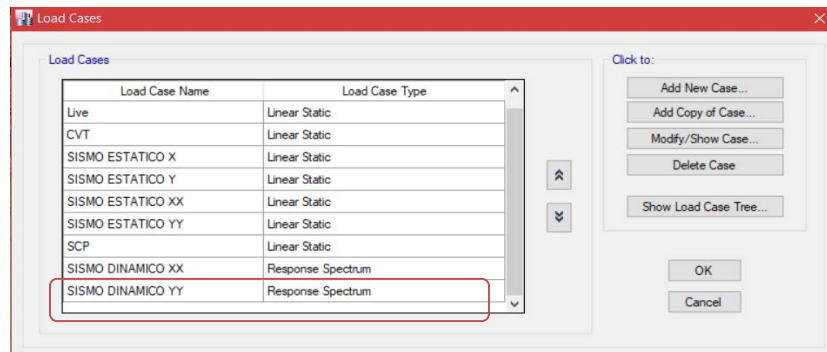 Load Cases
Load Cases
Load Case Name Load Case Type
Live Linear Static
CVT Linear Static
SISMO ESTATICO X Linear Static
SISMO ESTATICO Y Linear Static
SISMO ESTATICO XX Linear Static
SISMO ESTATICO YY Linear Static
SCP Linear Static
SISMO DINAMICO XX Response Spectrum
SISMO DINAMICO YY Response Spectrum
Click to:
Add New Case...
Add Copy of Case...
Modify/Show Case...
Delete Case
Show Load Case Tree...
OK
Cancel